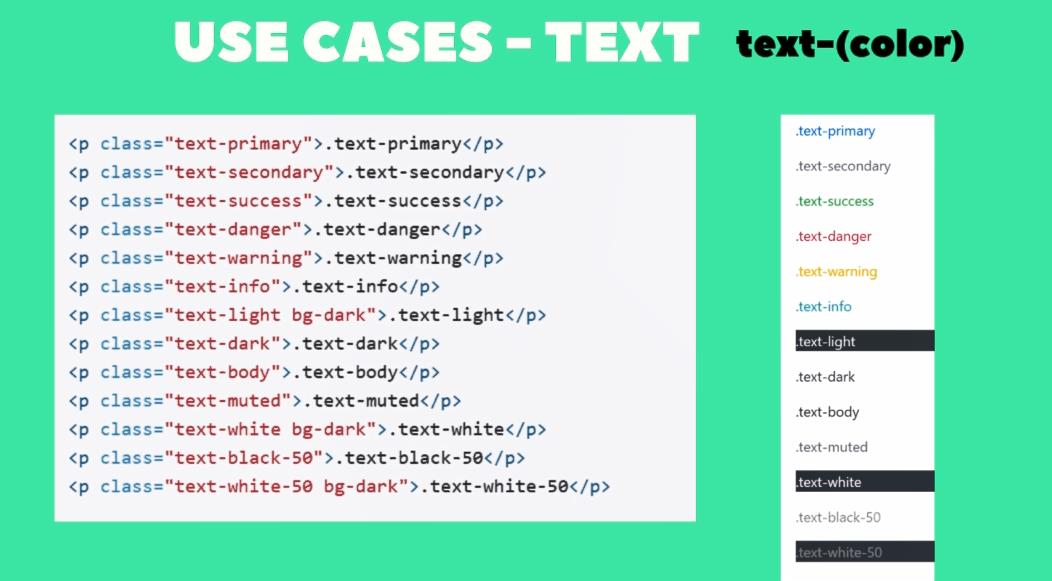 USE CASES - TEXT text-(color)
<p class="text-primary">.text-primary</p>
<p class="text-secondary">.text-secondary</p>
<p class="text-success">.text-success</p>
<p class="text-danger">.text-danger</p>
<p class="text-warning">.text-warning</p>
<p class="text-info">.text-info</p>
<p class="text-light bg-dark">.text-light</p>
<p class="text-dark">.text-dark</p>
<p class="text-body">.text-body</p>
<p class="text-muted">.text-muted</p>
<p class="text-white bg-dark">.text-white</p>
<p class="text-black-50">.text-black-50</p>
<p class="text-white-50 bg-dark">.text-white-50</p>
.text-primary
.text-secondary
.text-success
.text-danger
.text-warning
.text-info
.text-light
.text-dark
.text-body
.text-muted
.text-white
.text-black-50
.text-white-50